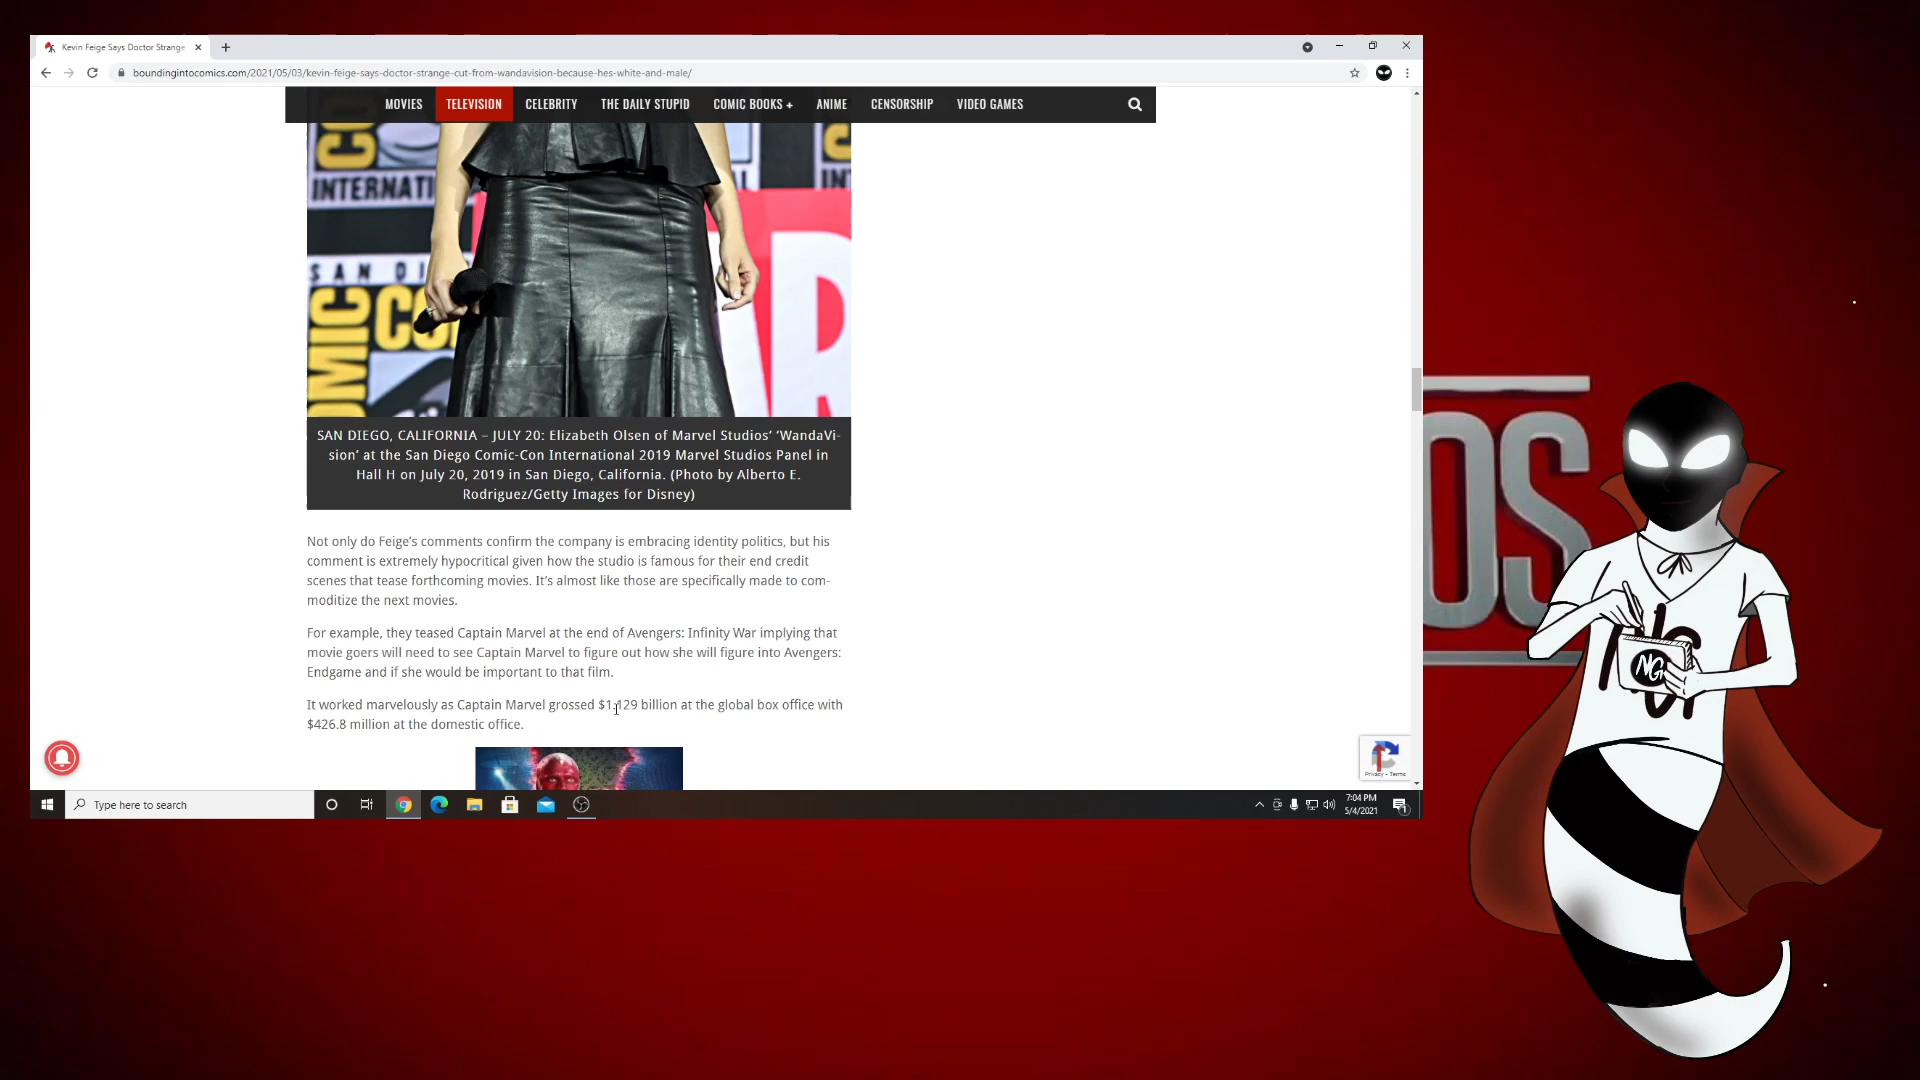 Kevin Feige Says Doctor Strange
boundingintocomics.com/2021/05/03/kevin-feige-says-doctor-strange-cut-from-wandavision-because-hes-white-and-male/
MOVIES TELEVISION CELEBRITY THE DAILY STUPID COMIC BOOKS + ANIME CENSORSHIP VIDEO GAMES
INTERNATI
SAN DI
COMIC
SAN DIEGO, CALIFORNIA – JULY 20: Elizabeth Olsen of Marvel Studios’ ‘WandaVi-
sion’ at the San Diego Comic-Con International 2019 Marvel Studios Panel in
Hall H on July 20, 2019 in San Diego, California. (Photo by Alberto E.
Rodriguez/Getty Images for Disney)
Not only do Feige’s comments confirm the company is embracing identity politics, but his
comment is extremely hypocritical given how the studio is famous for their end credit
scenes that tease forthcoming movies. It’s almost like those are specifically made to com-
moditize the next movies.
For example, they teased Captain Marvel at the end of Avengers: Infinity War implying that
movie goers will need to see Captain Marvel to figure out how she will figure into Avengers:
Endgame and if she would be important to that film.
It worked marvelously as Captain Marvel grossed $1.129 billion at the global box office with
$426.8 million at the domestic office.
Privacy - Terms
Type here to search
7:04 PM
5/4/2021
OS
NG
NG